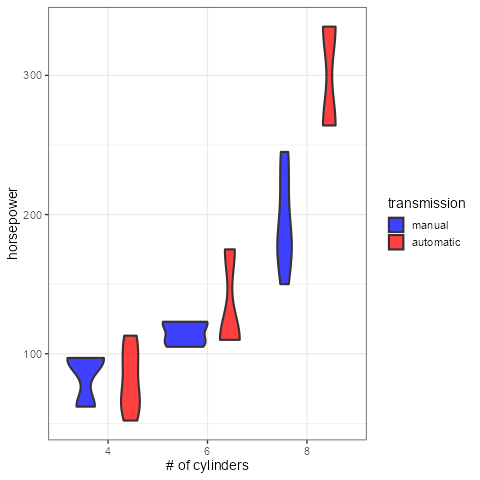 300
200
100
horsepower
4 6 8
# of cylinders
transmission
manual
automatic